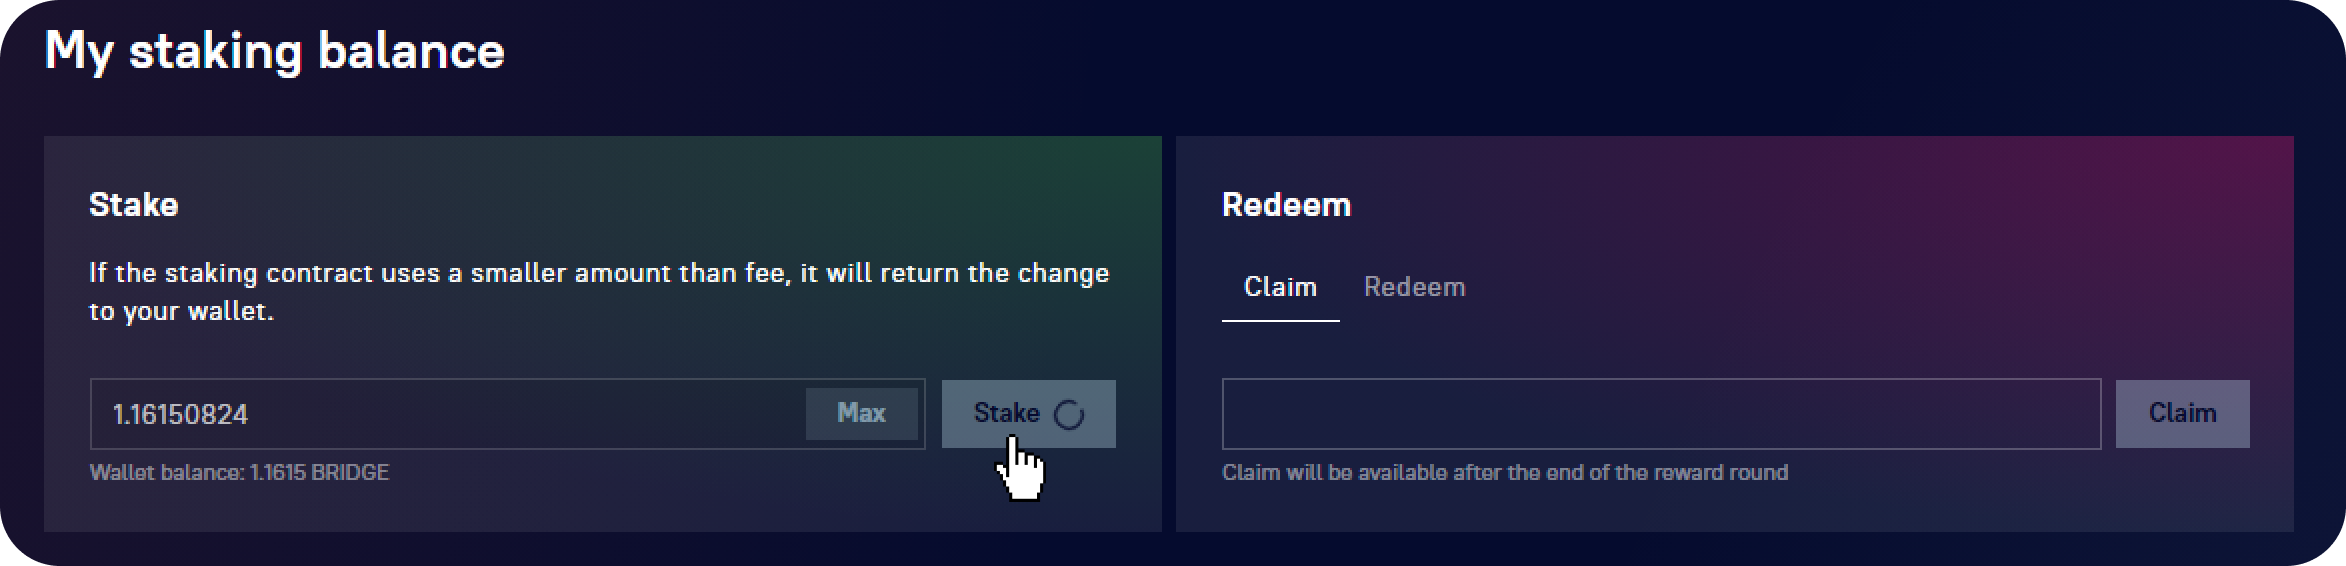 My staking balance
Stake
If the staking contract uses a smaller amount than fee, it will return the change
to your wallet.
1.16150824
Max
Stake
Wallet balance: 1.1615 BRIDGE
Redeem
Claim Redeem
Claim
Claim will be available after the end of the reward round